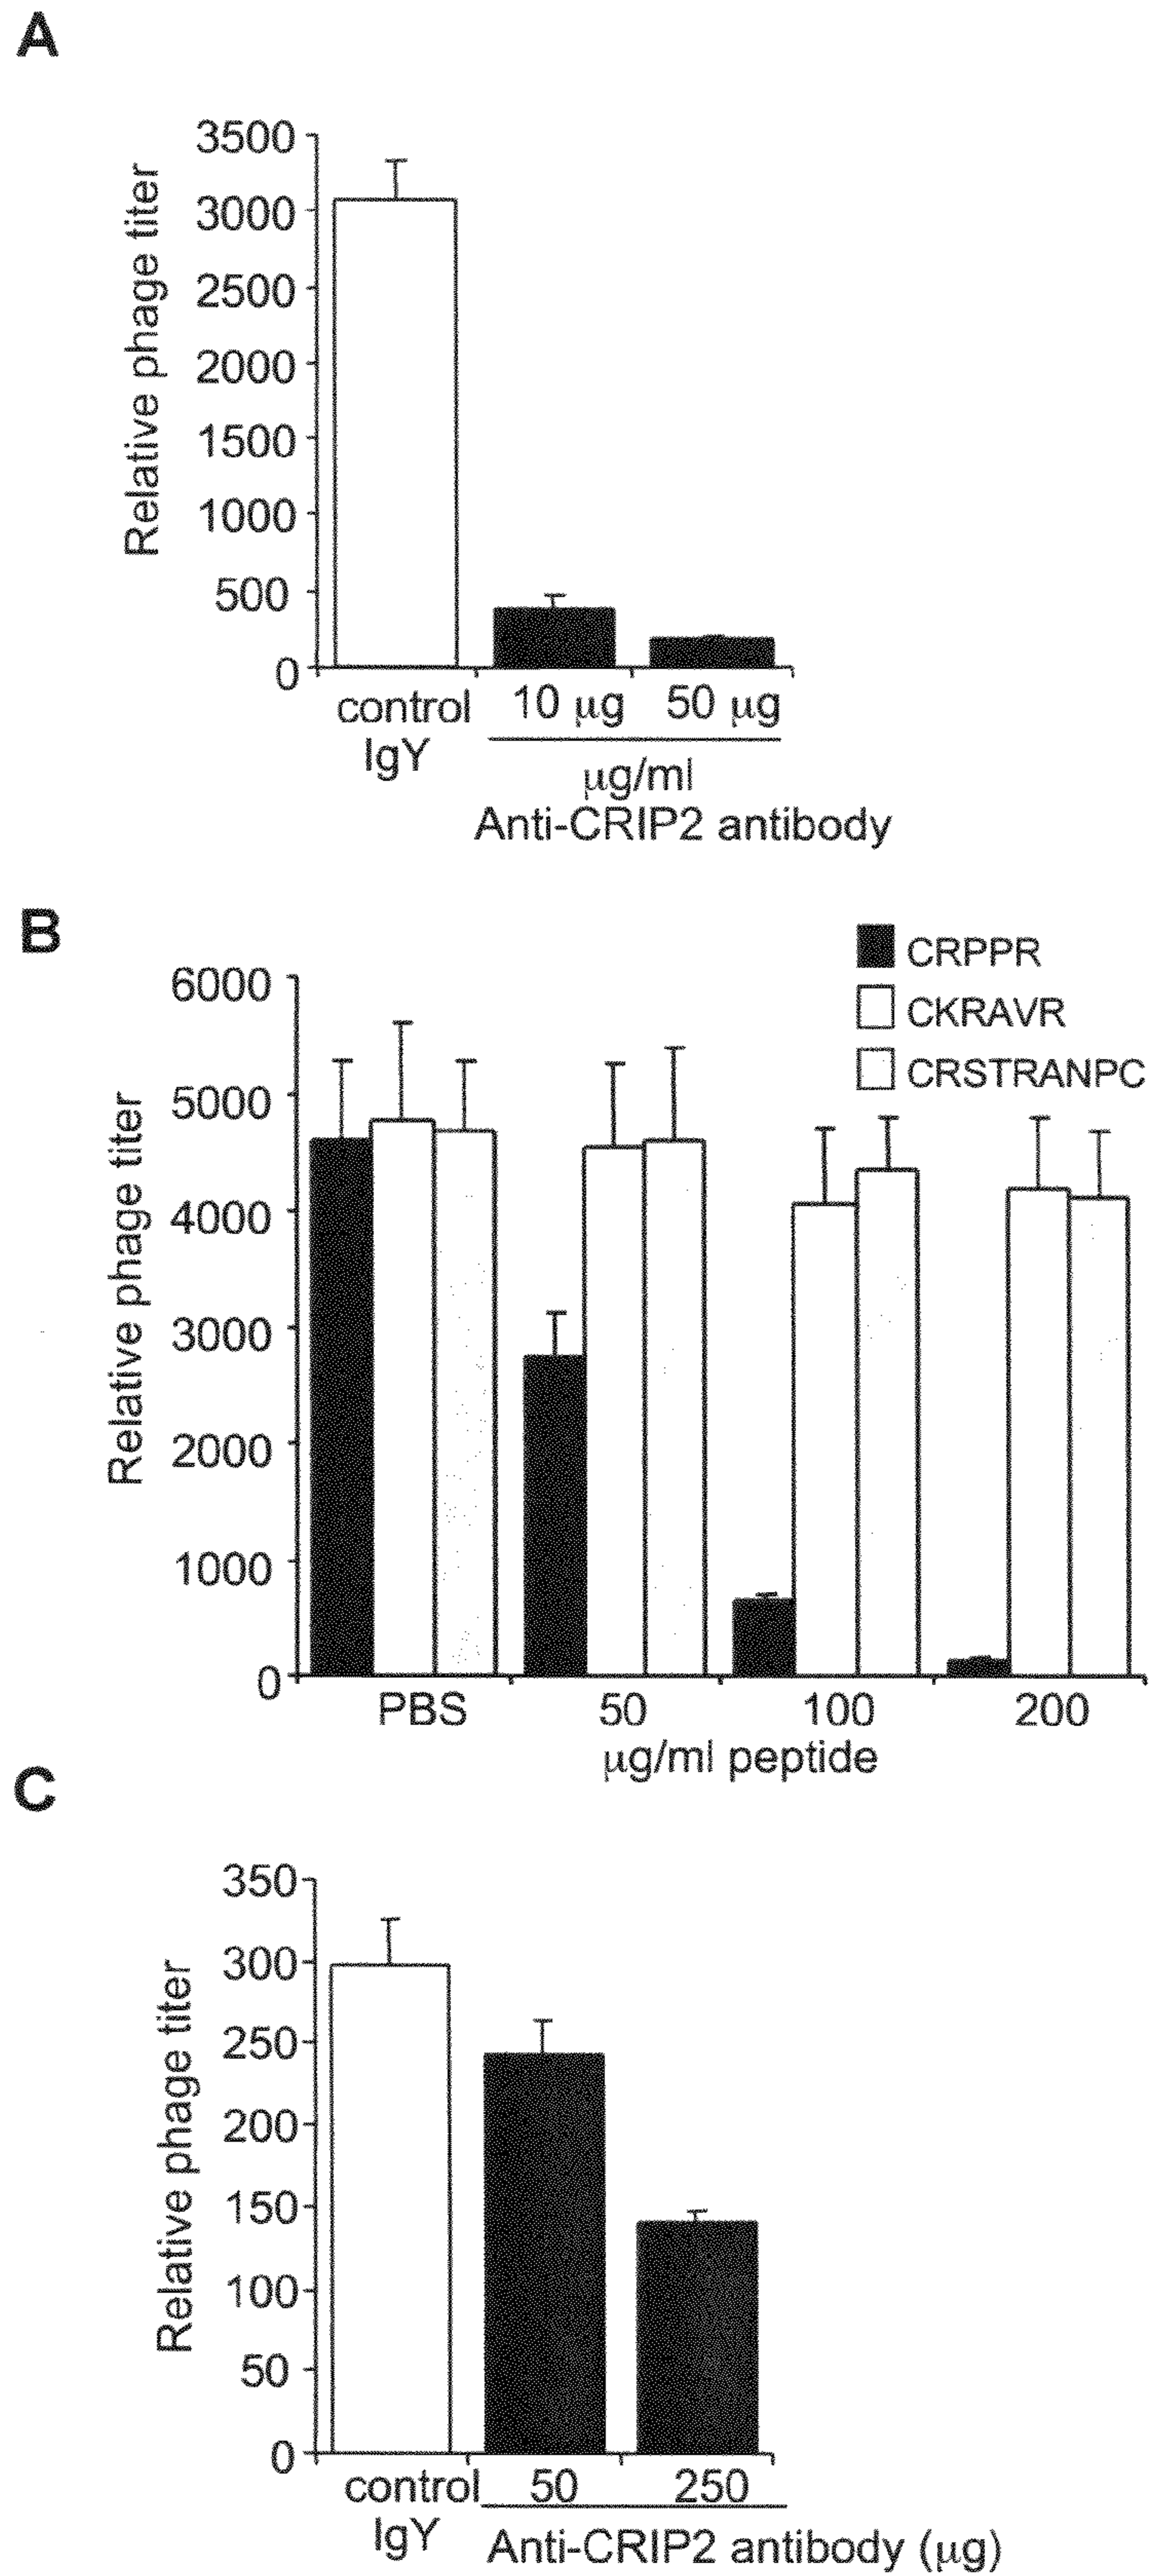 A
Relative phage titer
3500
3000
2500
2000
1500
1000
500
0
control
IgY
10 µg
50 µg
µg/ml
Anti-CRIP2 antibody
B
CRPPR
CKRAVR
CRSTRANPC
Relative phage titer
6000
5000
4000
3000
2000
1000
0
PBS
50
100
200
µg/ml peptide
C
Relative phage titer
350
300
250
200
150
100
50
0
control
IgY
50
250
Anti-CRIP2 antibody (µg)